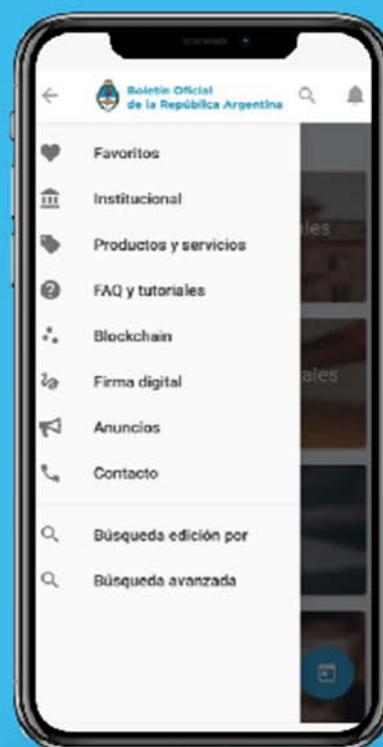 Boletín Oficial
de la República Argentina
Favoritos
Institucional
Productos y servicios
FAQ y tutoriales
Blockchain
Firma digital
Anuncios
Contacto
Búsqueda edición por
Búsqueda avanzada